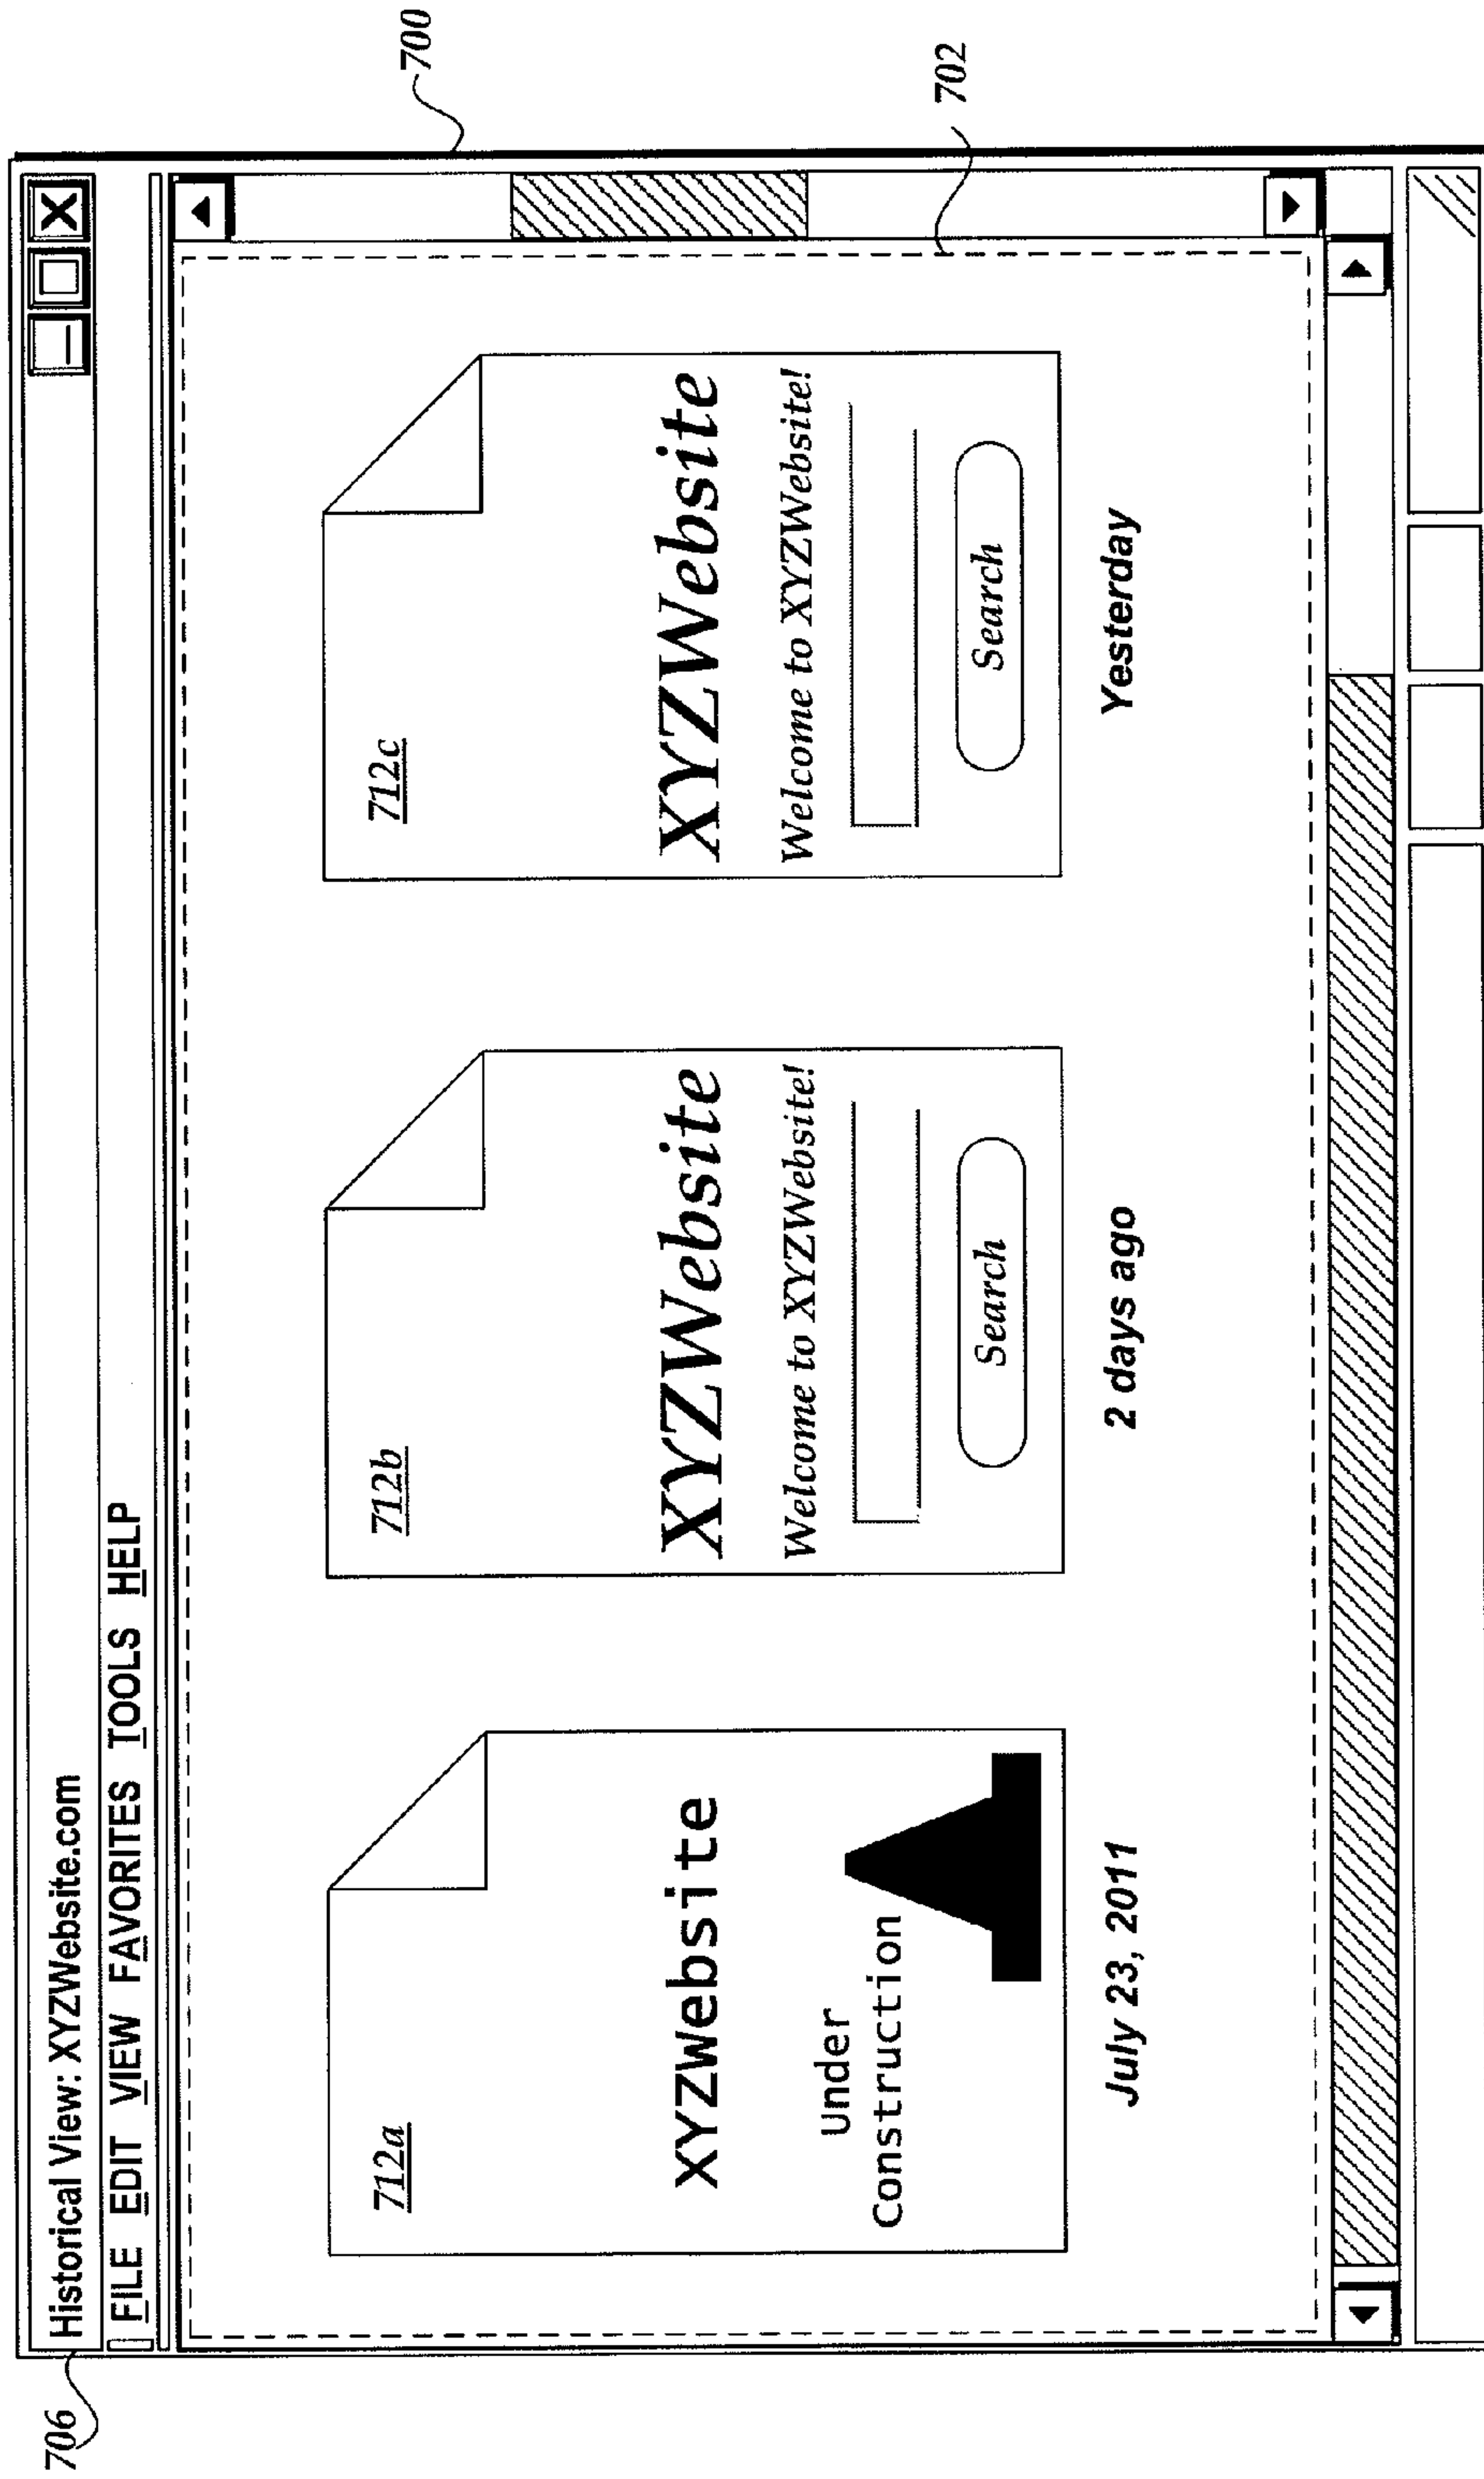 700
706
Historical View: XYZWebsite.com
FILE EDIT VIEW FAVORITES TOOLS HELP
702
712a
XYZWebsite
Under
Construction
July 23, 2011
712b
XYZWebsite
Welcome to XYZWebsite!
Search
2 days ago
712c
XYZWebsite
Welcome to XYZWebsite!
Search
Yesterday